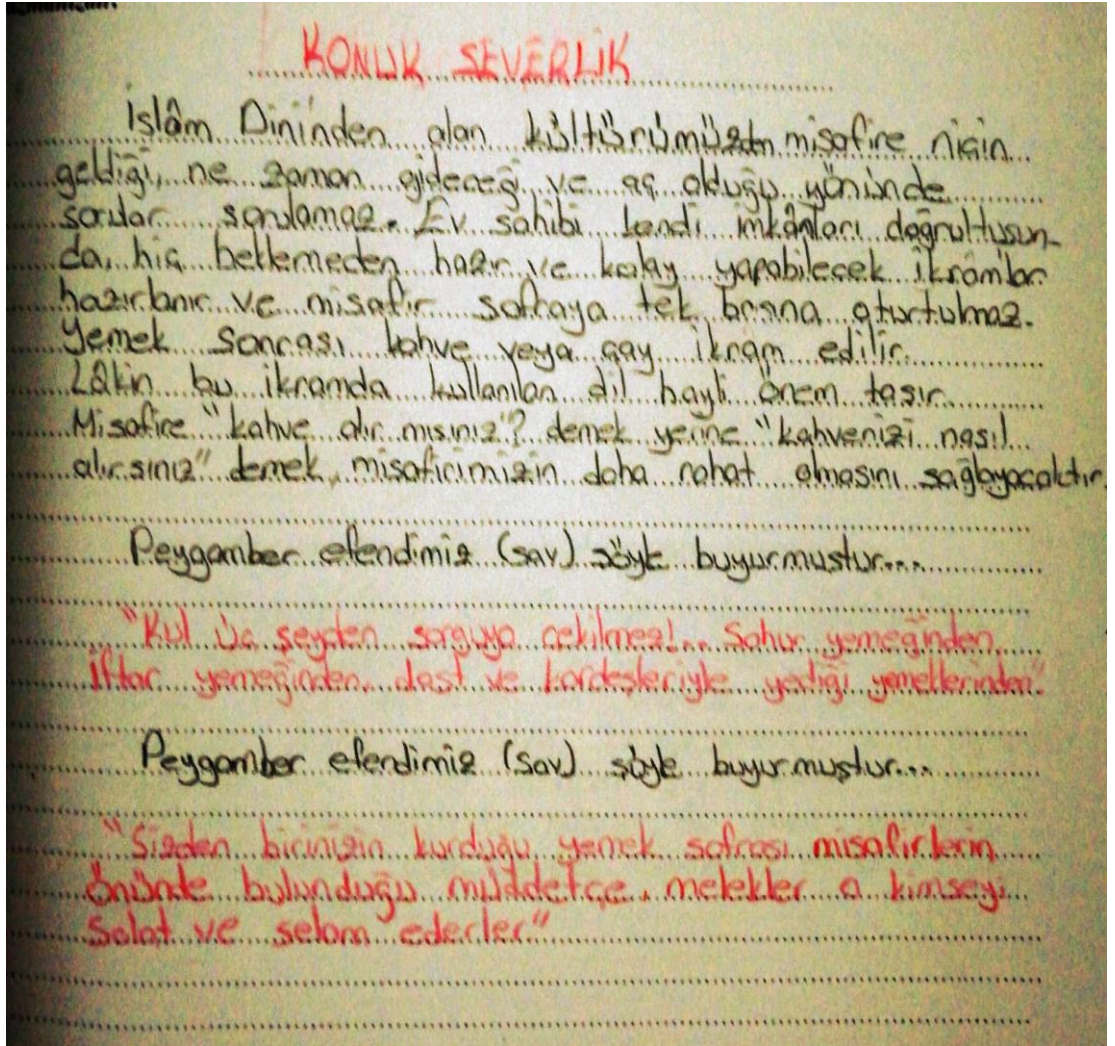 KONUK SEVERLİK
İslâm Dininden alan kültürümüzden misafire niçin
geldiği, ne zaman gideceği ve aç olduğu yönünde
sorular sorulamaz. Ev sahibi kendi imkânları doğrultusun-
da, hiç beklemeden hazır ve kolay yapabilecek ikramlar
hazırlanır ve misafir sofraya tek başına oturtulmaz.
Yemek sonrası kahve veya çay ikram edilir.
Lâkin bu ikramda kullanılan dil hayli önem taşır.
Misafire "kahve alır mısınız"? demek yerine "kahvenizi nasıl
alırsınız" demek, misafirimizin daha rahat olmasını sağlayacaktır.
Peygamber efendimiz (sav) şöyle buyurmuştur...
"Kul üç şeyden sorguya çekilmez!.. Sahur yemeğinden,
İftar yemeğinden, dost ve kardeşleriyle yediği yemeklerinden"
Peygamber efendimiz (sav) şöyle buyurmuştur...
"Sizden birinizin kurduğu yemek sofrası misafirlerin,
önünde bulunduğu müddetçe, melekler o kimseyi
Salat ve selam ederler"